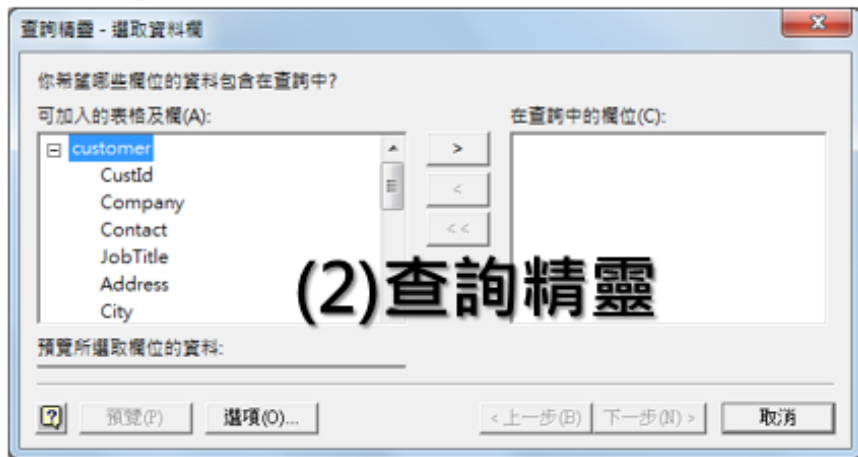 查詢精靈 - 選取資料欄
你希望哪些欄位的資料包含在查詢中?
可加入的表格及欄(A):
在查詢中的欄位(C):
customer
CustId
Company
Contact
JobTitle
Address
City
>
<
<<
(2)查詢精靈
預覽所選取欄位的資料:
預覽(P) 選項(O)... <上一步(B) 下一步(N)> 取消